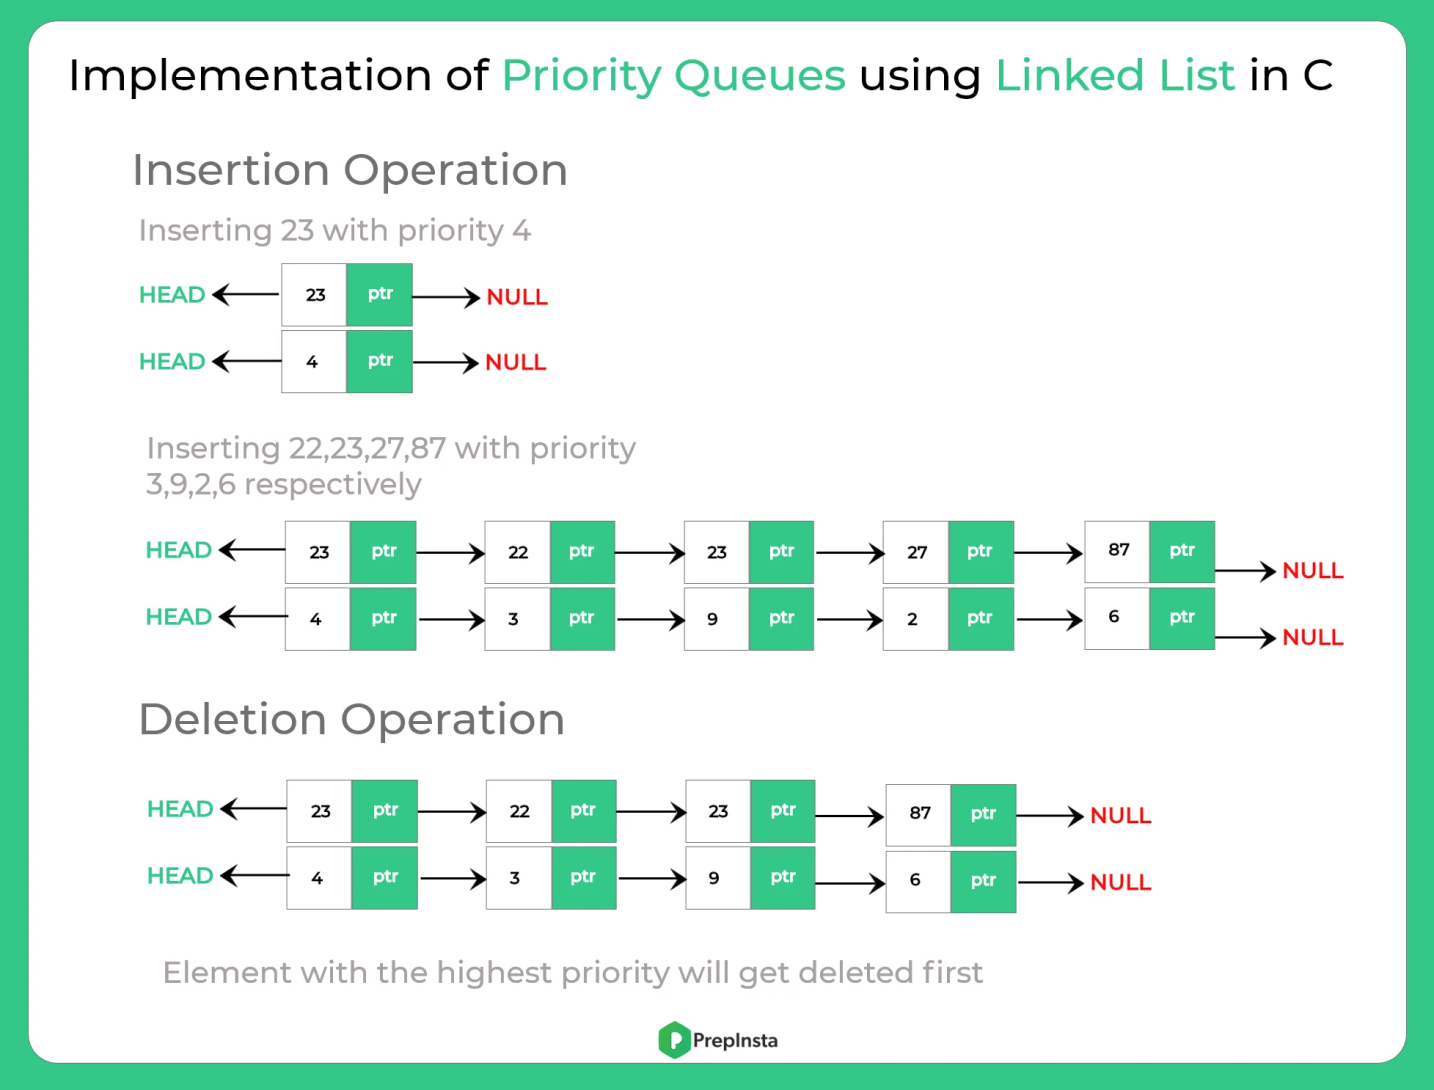 Implementation of Priority Queues using Linked List in C
Insertion Operation
Inserting 23 with priority 4
HEAD 23 ptr NULL
HEAD 4 ptr NULL
Inserting 22,23,27,87 with priority
3,9,2,6 respectively
HEAD 23 ptr 22 ptr 23 ptr 27 ptr 87 ptr NULL
HEAD 4 ptr 3 ptr 9 ptr 2 ptr 6 ptr NULL
Deletion Operation
HEAD 23 ptr 22 ptr 23 ptr 87 ptr NULL
HEAD 4 ptr 3 ptr 9 ptr 6 ptr NULL
Element with the highest priority will get deleted first
PrepInsta